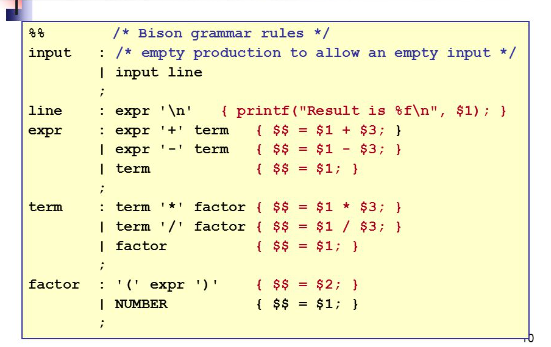 %%        /* Bison grammar rules */
input   : /* empty production to allow an empty input */
        | input line
        ;
line    : expr '\n'   { printf("Result is %f\n", $1); }
expr    : expr '+' term   { $$ = $1 + $3; }
        | expr '-' term   { $$ = $1 - $3; }
        | term            { $$ = $1; }
        ;
term    : term '*' factor { $$ = $1 * $3; }
        | term '/' factor { $$ = $1 / $3; }
        | factor          { $$ = $1; }
        ;
factor  : '(' expr ')'    { $$ = $2; }
        | NUMBER          { $$ = $1; }
        ;